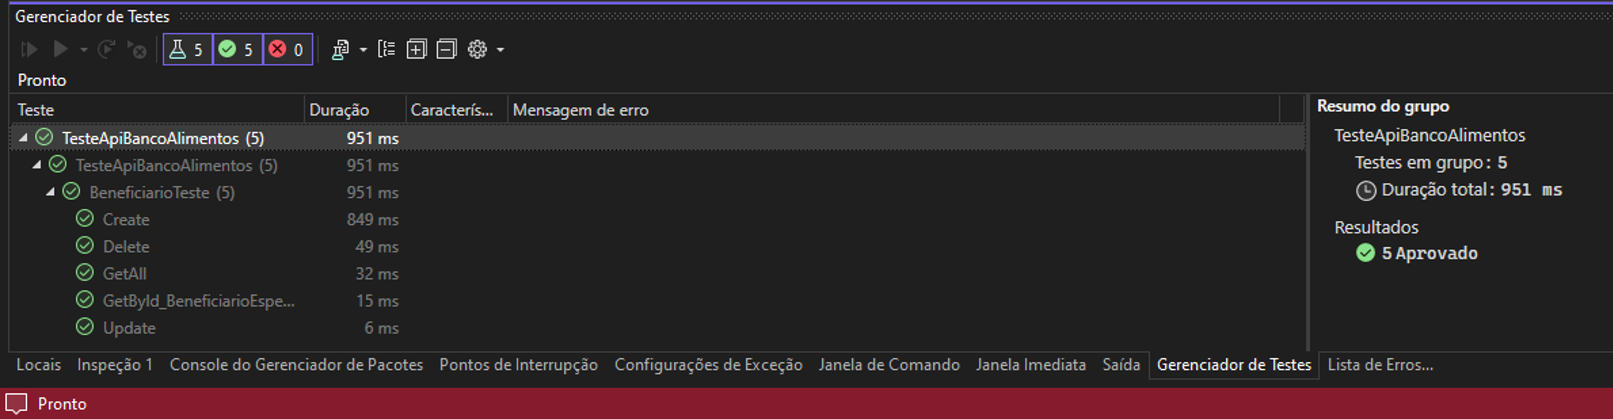 Gerenciador de Testes
5 5 0
Pronto
Teste Duração Caracterís... Mensagem de erro
TesteApiBancoAlimentos (5) 951 ms
TesteApiBancoAlimentos (5) 951 ms
BeneficiarioTeste (5) 951 ms
Create 849 ms
Delete 49 ms
GetAll 32 ms
GetById_BeneficiarioEspe... 15 ms
Update 6 ms
Resumo do grupo
TesteApiBancoAlimentos
Testes em grupo: 5
Duração total: 951 ms
Resultados
5 Aprovado
Locais Inspeção 1 Console do Gerenciador de Pacotes Pontos de Interrupção Configurações de Exceção Janela de Comando Janela Imediata Saída Gerenciador de Testes Lista de Erros...
Pronto